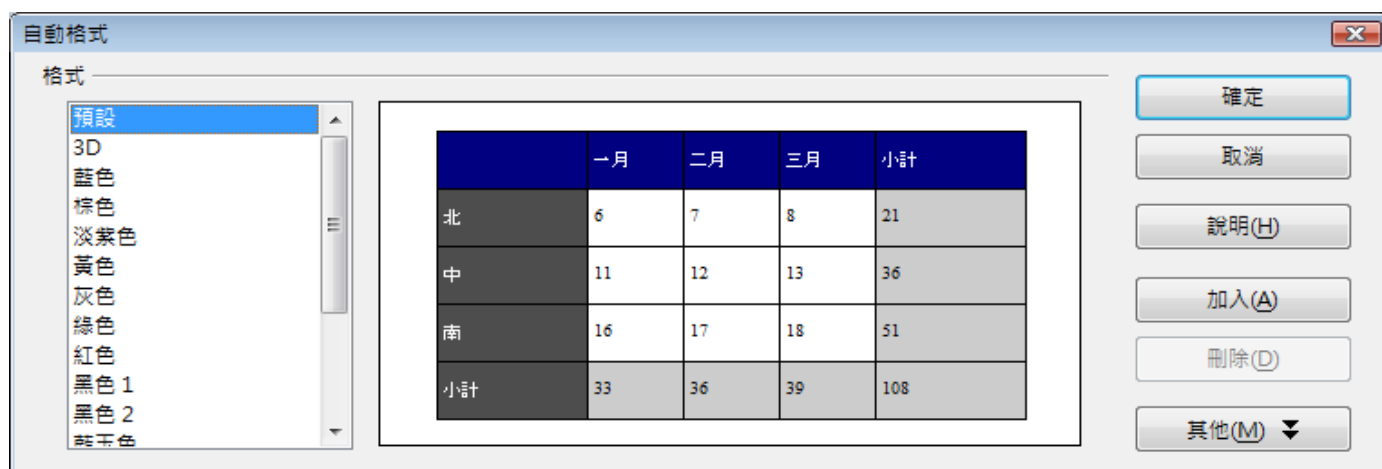 自動格式
格式
預設
3D
藍色
棕色
淡紫色
黃色
灰色
綠色
紅色
黑色 1
黑色 2
藍玉色
一月 二月 三月 小計
北 6 7 8 21
中 11 12 13 36
南 16 17 18 51
小計 33 36 39 108
確定
取消
說明(H)
加入(A)
刪除(D)
其他(M)